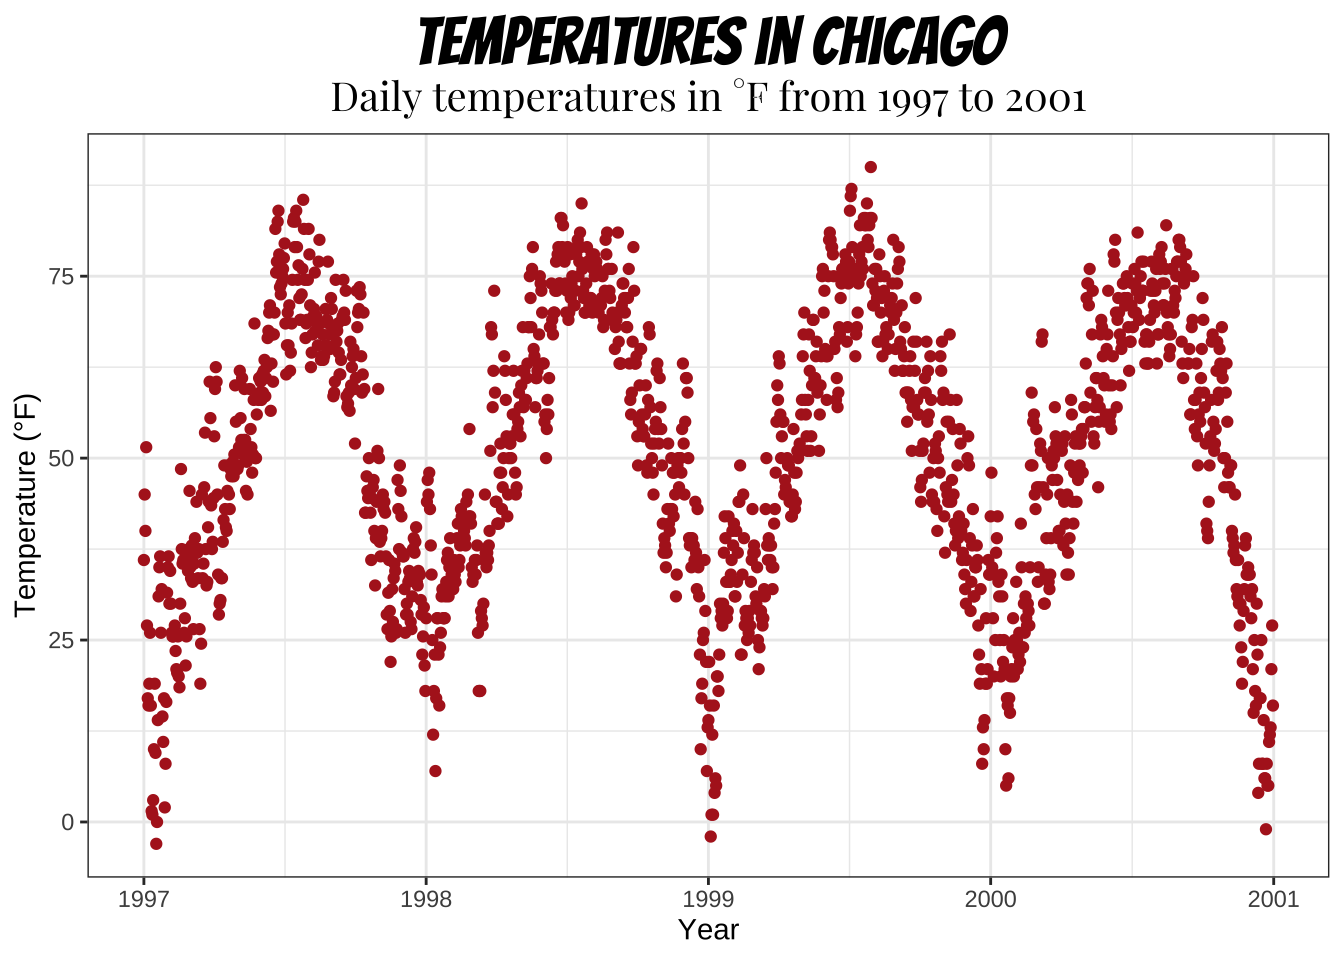 TEMPERATURES IN CHICAGO
Daily temperatures in °F from 1997 to 2001
Temperature (°F)
75
50
25
0
1997 1998 1999 2000 2001
Year